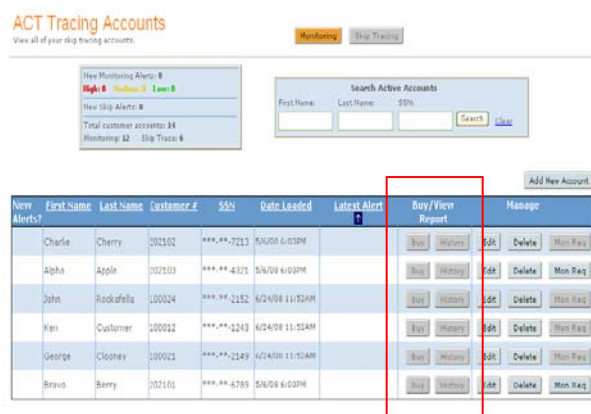 ACT Tracing Accounts
View all of your skip tracing accounts.
Monitoring Skip Tracing
New Monitoring Alerts: 0
High: 0 Medium: 0 Low: 0
New Skip Alerts: 0
Total customer accounts: 14
Monitoring: 12 Skip Trace: 6
Search Active Accounts
First Name: Last Name: SSN:
Search Clear
Add New Account
New Alerts? First Name Last Name Customer # SSN Date Loaded Latest Alert Buy/View Report Manage
Charlie Cherry 202102 ***-**-7213 5/6/08 6:03PM Buy History Edit Delete Mon Req
Alpha Apple 202103 ***-**-4321 5/6/08 6:03PM Buy History Edit Delete Mon Req
John Rockafella 100024 ***-**-2152 6/24/08 11:52AM Buy History Edit Delete Mon Req
Ken Customer 100012 ***-**-1243 6/24/08 11:52AM Buy History Edit Delete Mon Req
George Clooney 100021 ***-**-2149 6/24/08 11:52AM Buy History Edit Delete Mon Req
Bravo Berry 202101 ***-**-6789 5/6/08 6:03PM Buy History Edit Delete Mon Req